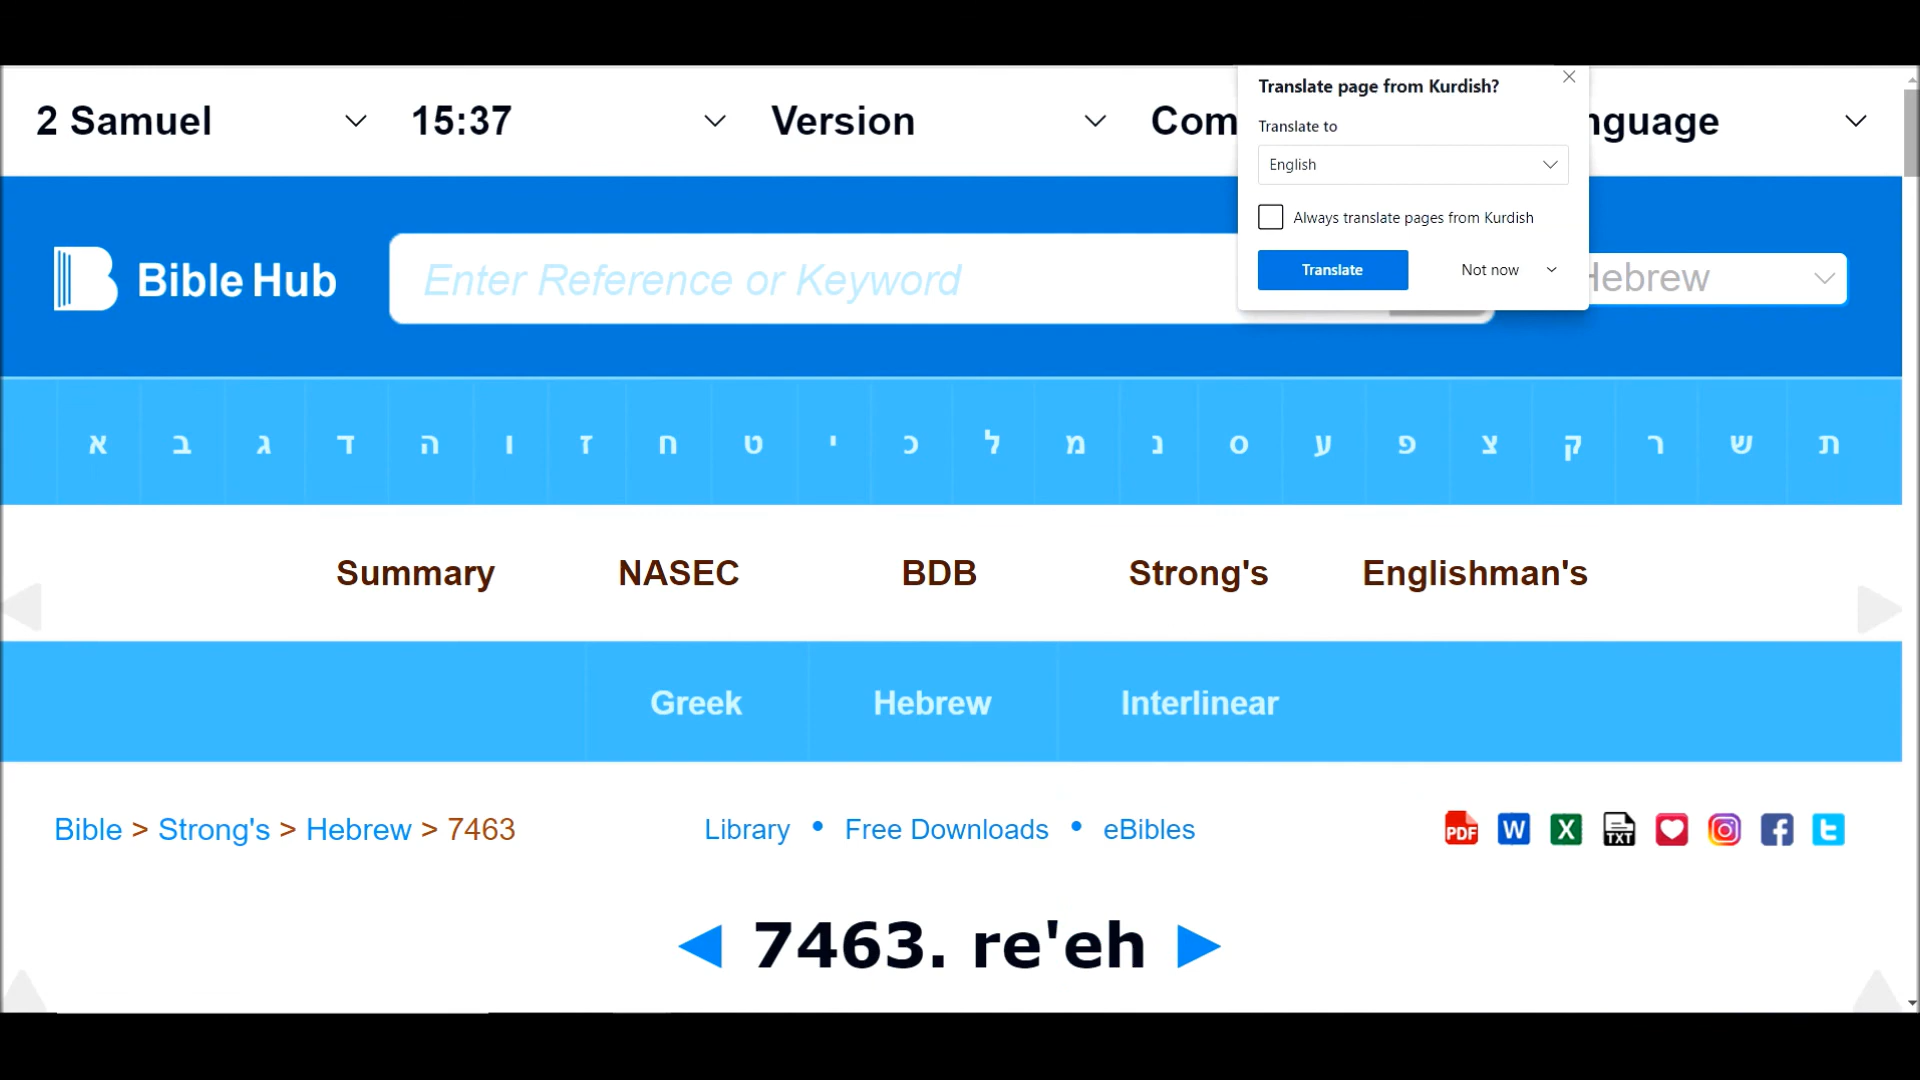 2 Samuel 15:37 Version Com nguage
Translate page from Kurdish?
Translate to
English
Always translate pages from Kurdish
Translate Not now
Bible Hub Enter Reference or Keyword Hebrew
א ב ג ד ה ו ז ח ט י כ ל מ נ ס ע פ צ ק ר ש ת
Summary NASEC BDB Strong's Englishman's
Greek Hebrew Interlinear
Bible > Strong's > Hebrew > 7463 Library • Free Downloads • eBibles PDF W X TXT f t
◄ 7463. re'eh ►